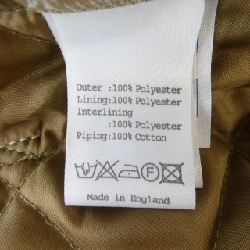 Outer :100% Polyester
Lining:100% Polyester
Interlining
:100% Polyester
Piping:100% Cotton
F
Made in England